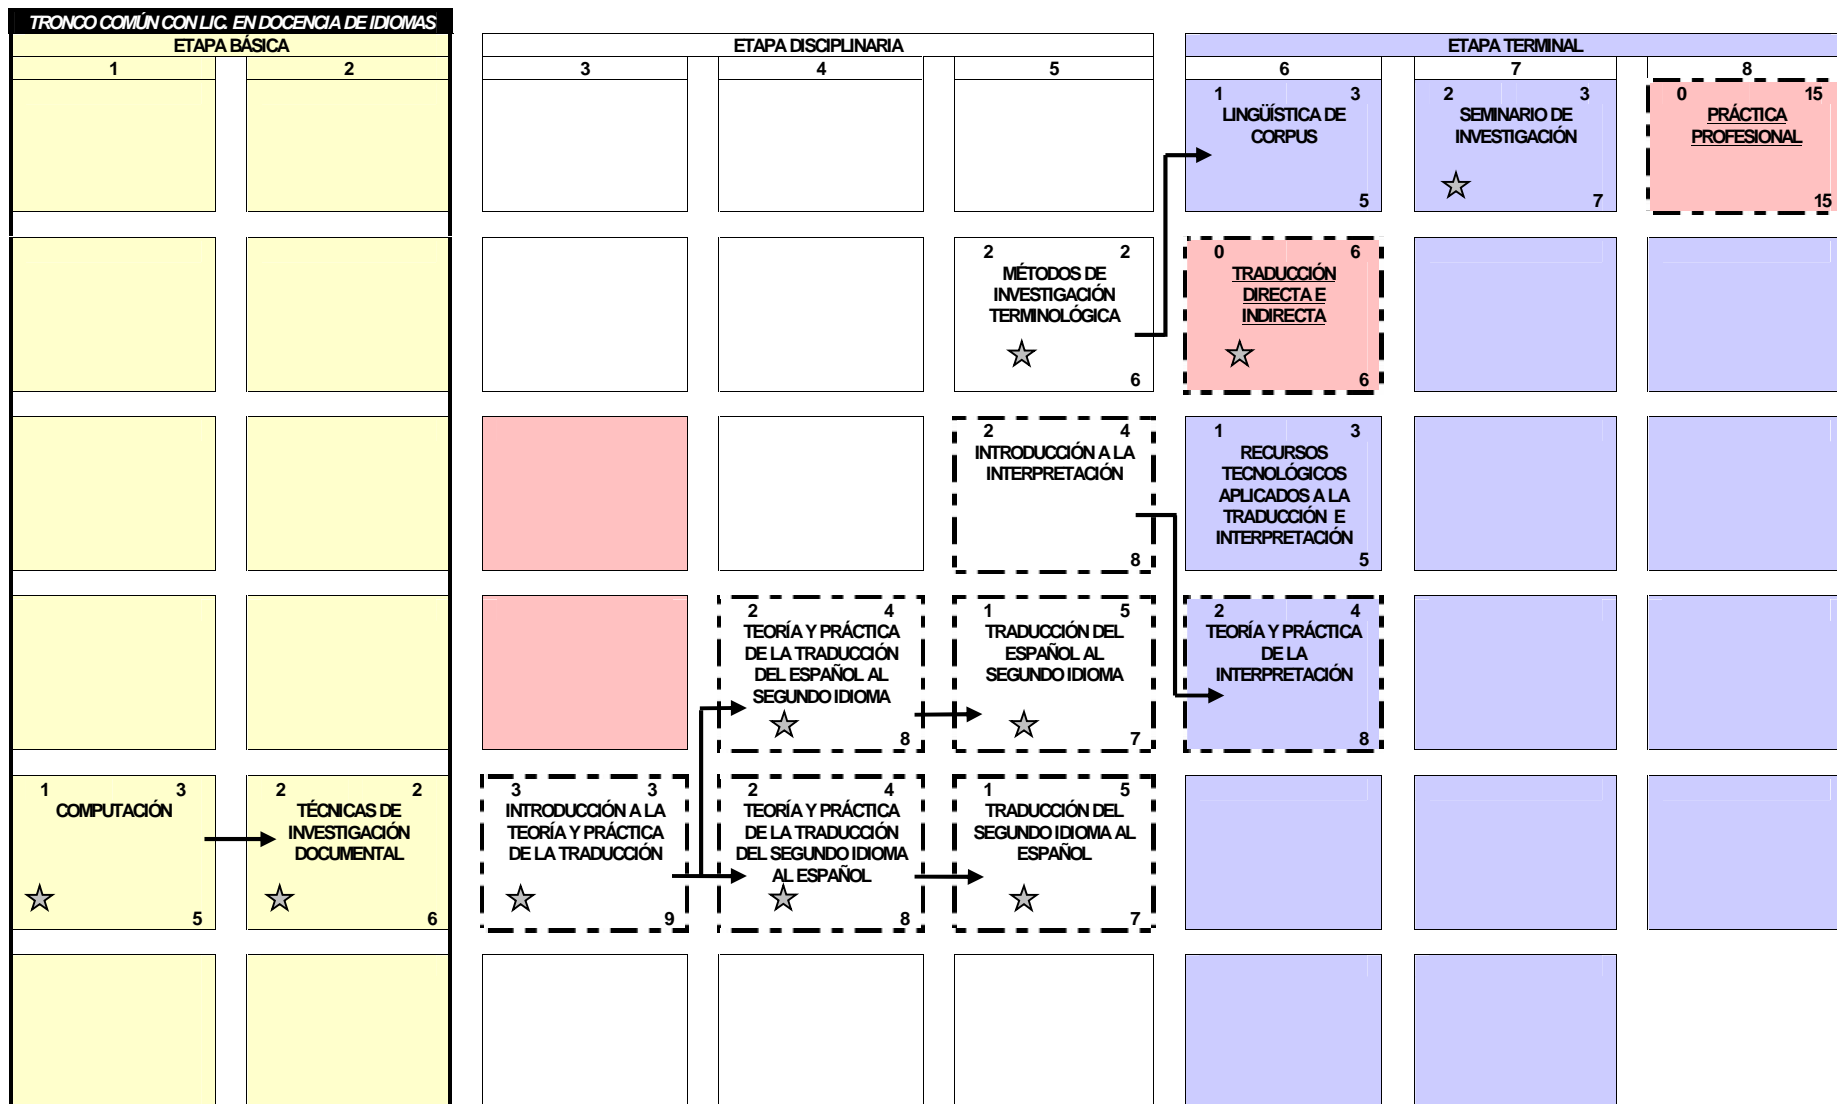 TRONCO COMÚN CON LIC. EN DOCENCIA DE IDIOMAS
ETAPA BÁSICA ETAPA DISCIPLINARIA ETAPA TERMINAL
1 2 3 4 5 6 7 8
1 3
LINGÜÍSTICA DE
CORPUS
5
2 3
SEMINARIO DE
INVESTIGACIÓN
7
0 15
PRÁCTICA
PROFESIONAL
15
2 2
MÉTODOS DE
INVESTIGACIÓN
TERMINOLÓGICA
6
0 6
TRADUCCIÓN
DIRECTA E
INDIRECTA
6
2 4
INTRODUCCIÓN A LA
INTERPRETACIÓN
8
1 3
RECURSOS
TECNOLÓGICOS
APLICADOS A LA
TRADUCCIÓN E
INTERPRETACIÓN
5
2 4
TEORÍA Y PRÁCTICA
DE LA TRADUCCIÓN
DEL ESPAÑOL AL
SEGUNDO IDIOMA
8
1 5
TRADUCCIÓN DEL
ESPAÑOL AL
SEGUNDO IDIOMA
7
2 4
TEORÍA Y PRÁCTICA
DE LA
INTERPRETACIÓN
8
1 3
COMPUTACIÓN
5
2 2
TÉCNICAS DE
INVESTIGACIÓN
DOCUMENTAL
6
3 3
INTRODUCCIÓN A LA
TEORÍA Y PRÁCTICA
DE LA TRADUCCIÓN
9
2 4
TEORÍA Y PRÁCTICA
DE LA TRADUCCIÓN
DEL SEGUNDO IDIOMA
AL ESPAÑOL
8
1 5
TRADUCCIÓN DEL
SEGUNDO IDIOMA AL
ESPAÑOL
7